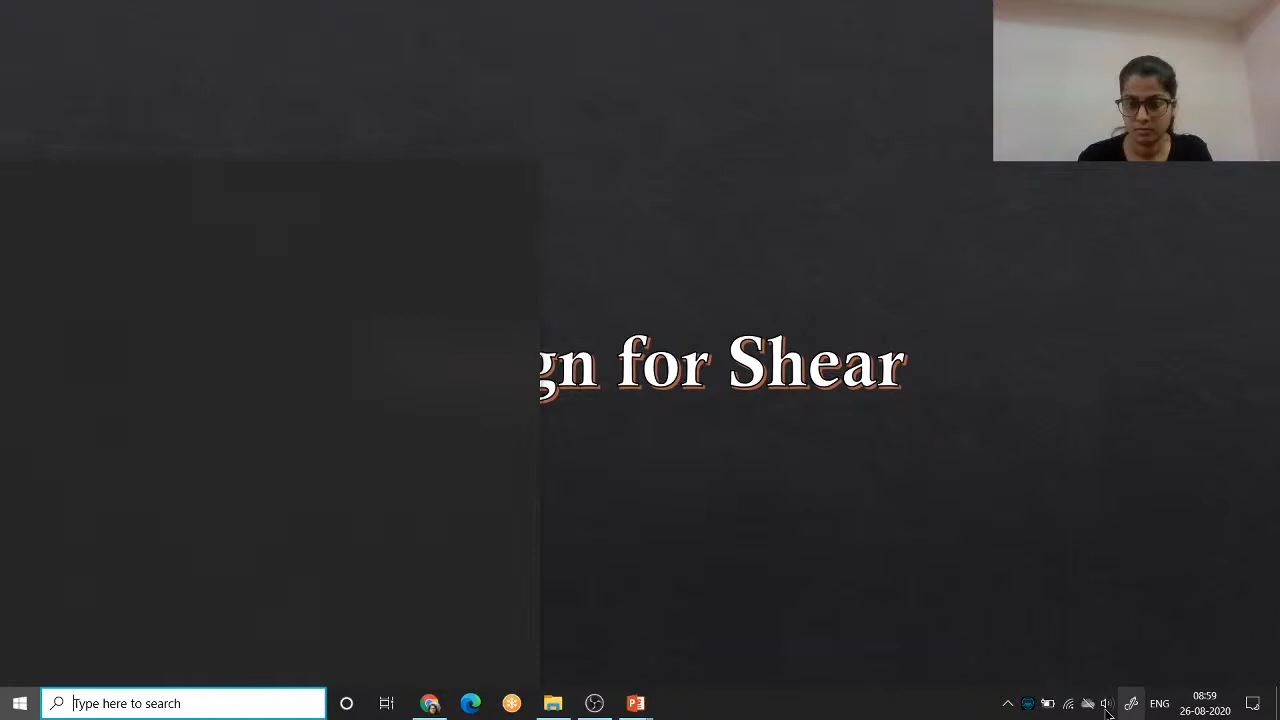 gn for Shear
Type here to search
ENG
08:59
26-08-2020